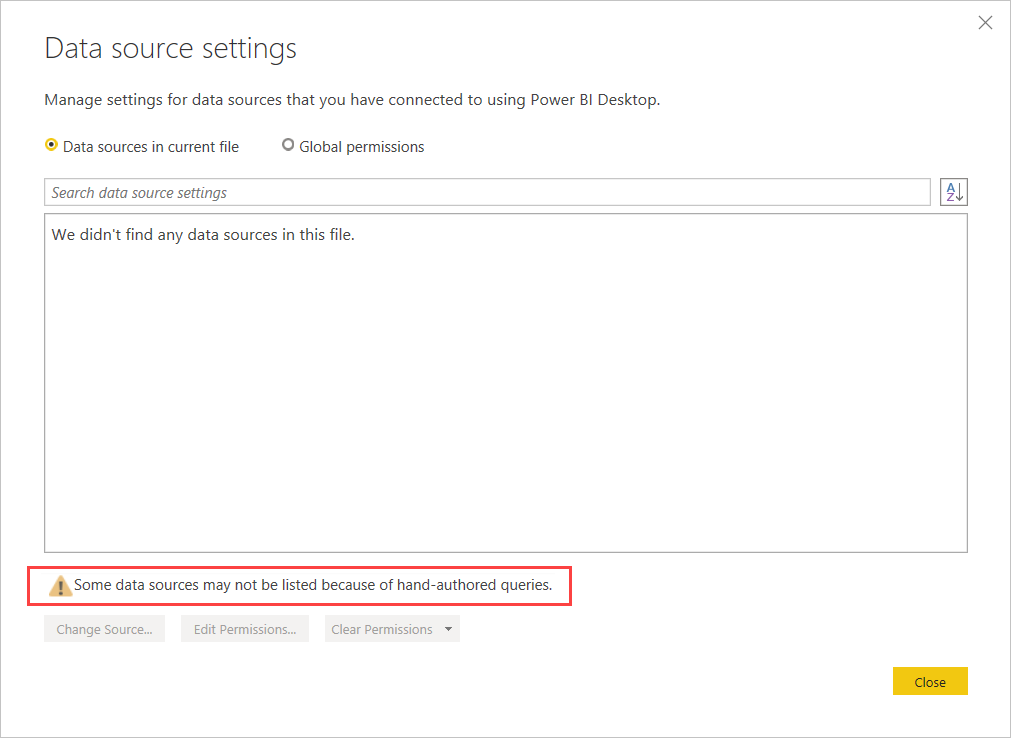 Data source settings
Manage settings for data sources that you have connected to using Power BI Desktop.
Data sources in current file Global permissions
Search data source settings
A
Z
We didn't find any data sources in this file.
Some data sources may not be listed because of hand-authored queries.
Change Source... Edit Permissions... Clear Permissions
Close